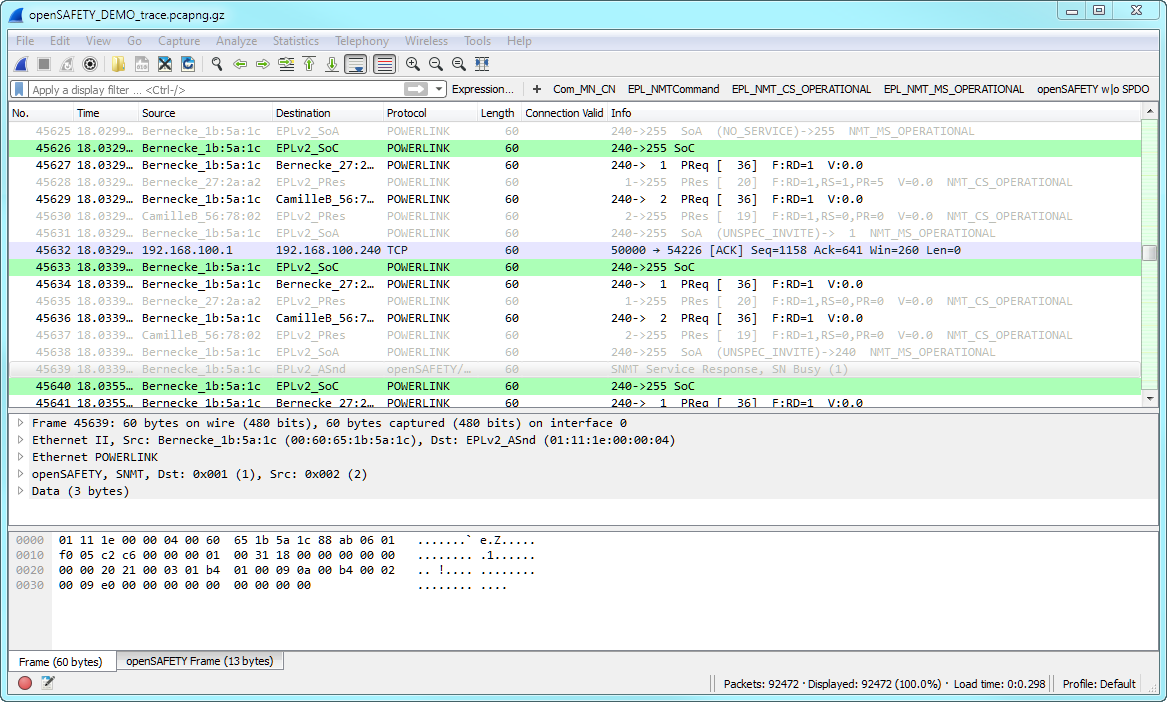 openSAFETY_DEMO_trace.pcapng.gz
File Edit View Go Capture Analyze Statistics Telephony Wireless Tools Help
Apply a display filter ... <Ctrl-/> Expression... + Com_MN_CN EPL_NMTCommand EPL_NMT_CS_OPERATIONAL EPL_NMT_MS_OPERATIONAL openSAFETY w|o SPDO
No. Time Source Destination Protocol Length Connection Valid Info
45625 18.0299… Bernecke_1b:5a:1c EPLv2_SoA POWERLINK 60 240->255 SoA (NO_SERVICE)->255 NMT_MS_OPERATIONAL
45626 18.0329… Bernecke_1b:5a:1c EPLv2_SoC POWERLINK 60 240->255 SoC
45627 18.0329… Bernecke_1b:5a:1c Bernecke_27:2… POWERLINK 60 240-> 1 PReq [ 36] F:RD=1 V:0.0
45628 18.0329… Bernecke_27:2a:a2 EPLv2_PRes POWERLINK 60 1->255 PRes [ 20] F:RD=1,RS=1,PR=5 V=0.0 NMT_CS_OPERATIONAL
45629 18.0329… Bernecke_1b:5a:1c CamilleB_56:7… POWERLINK 60 240-> 2 PReq [ 36] F:RD=1 V:0.0
45630 18.0329… CamilleB_56:78:02 EPLv2_PRes POWERLINK 60 2->255 PRes [ 19] F:RD=1,RS=0,PR=0 V=0.0 NMT_CS_OPERATIONAL
45631 18.0329… Bernecke_1b:5a:1c EPLv2_SoA POWERLINK 60 240->255 SoA (UNSPEC_INVITE)-> 1 NMT_MS_OPERATIONAL
45632 18.0329… 192.168.100.1 192.168.100.240 TCP 60 50000 → 54226 [ACK] Seq=1158 Ack=641 Win=260 Len=0
45633 18.0339… Bernecke_1b:5a:1c EPLv2_SoC POWERLINK 60 240->255 SoC
45634 18.0339… Bernecke_1b:5a:1c Bernecke_27:2… POWERLINK 60 240-> 1 PReq [ 36] F:RD=1 V:0.0
45635 18.0339… Bernecke_27:2a:a2 EPLv2_PRes POWERLINK 60 1->255 PRes [ 20] F:RD=1,RS=0,PR=0 V=0.0 NMT_CS_OPERATIONAL
45636 18.0339… Bernecke_1b:5a:1c CamilleB_56:7… POWERLINK 60 240-> 2 PReq [ 36] F:RD=1 V:0.0
45637 18.0339… CamilleB_56:78:02 EPLv2_PRes POWERLINK 60 2->255 PRes [ 19] F:RD=1,RS=0,PR=0 V=0.0 NMT_CS_OPERATIONAL
45638 18.0339… Bernecke_1b:5a:1c EPLv2_SoA POWERLINK 60 240->255 SoA (UNSPEC_INVITE)->240 NMT_MS_OPERATIONAL
45639 18.0339… Bernecke_1b:5a:1c EPLv2_ASnd openSAFETY/… 60 SNMT Service Response, SN Busy (1)
45640 18.0355… Bernecke_1b:5a:1c EPLv2_SoC POWERLINK 60 240->255 SoC
45641 18.0355… Bernecke_1b:5a:1c Bernecke_27:2… POWERLINK 60 240-> 1 PReq [ 36] F:RD=1 V:0.0
Frame 45639: 60 bytes on wire (480 bits), 60 bytes captured (480 bits) on interface 0
Ethernet II, Src: Bernecke_1b:5a:1c (00:60:65:1b:5a:1c), Dst: EPLv2_ASnd (01:11:1e:00:00:04)
Ethernet POWERLINK
openSAFETY, SNMT, Dst: 0x001 (1), Src: 0x002 (2)
Data (3 bytes)
0000 01 11 1e 00 00 04 00 60 65 1b 5a 1c 88 ab 06 01 .......` e.Z.....
0010 f0 05 c2 c6 00 00 00 01 00 31 18 00 00 00 00 00 ........ .1......
0020 00 00 20 21 00 03 01 b4 01 00 09 0a 00 b4 00 02 .. !.... ........
0030 00 09 e0 00 00 00 00 00 00 00 00 00 ........ ....
Frame (60 bytes) openSAFETY Frame (13 bytes)
Packets: 92472 · Displayed: 92472 (100.0%) · Load time: 0:0.298 Profile: Default